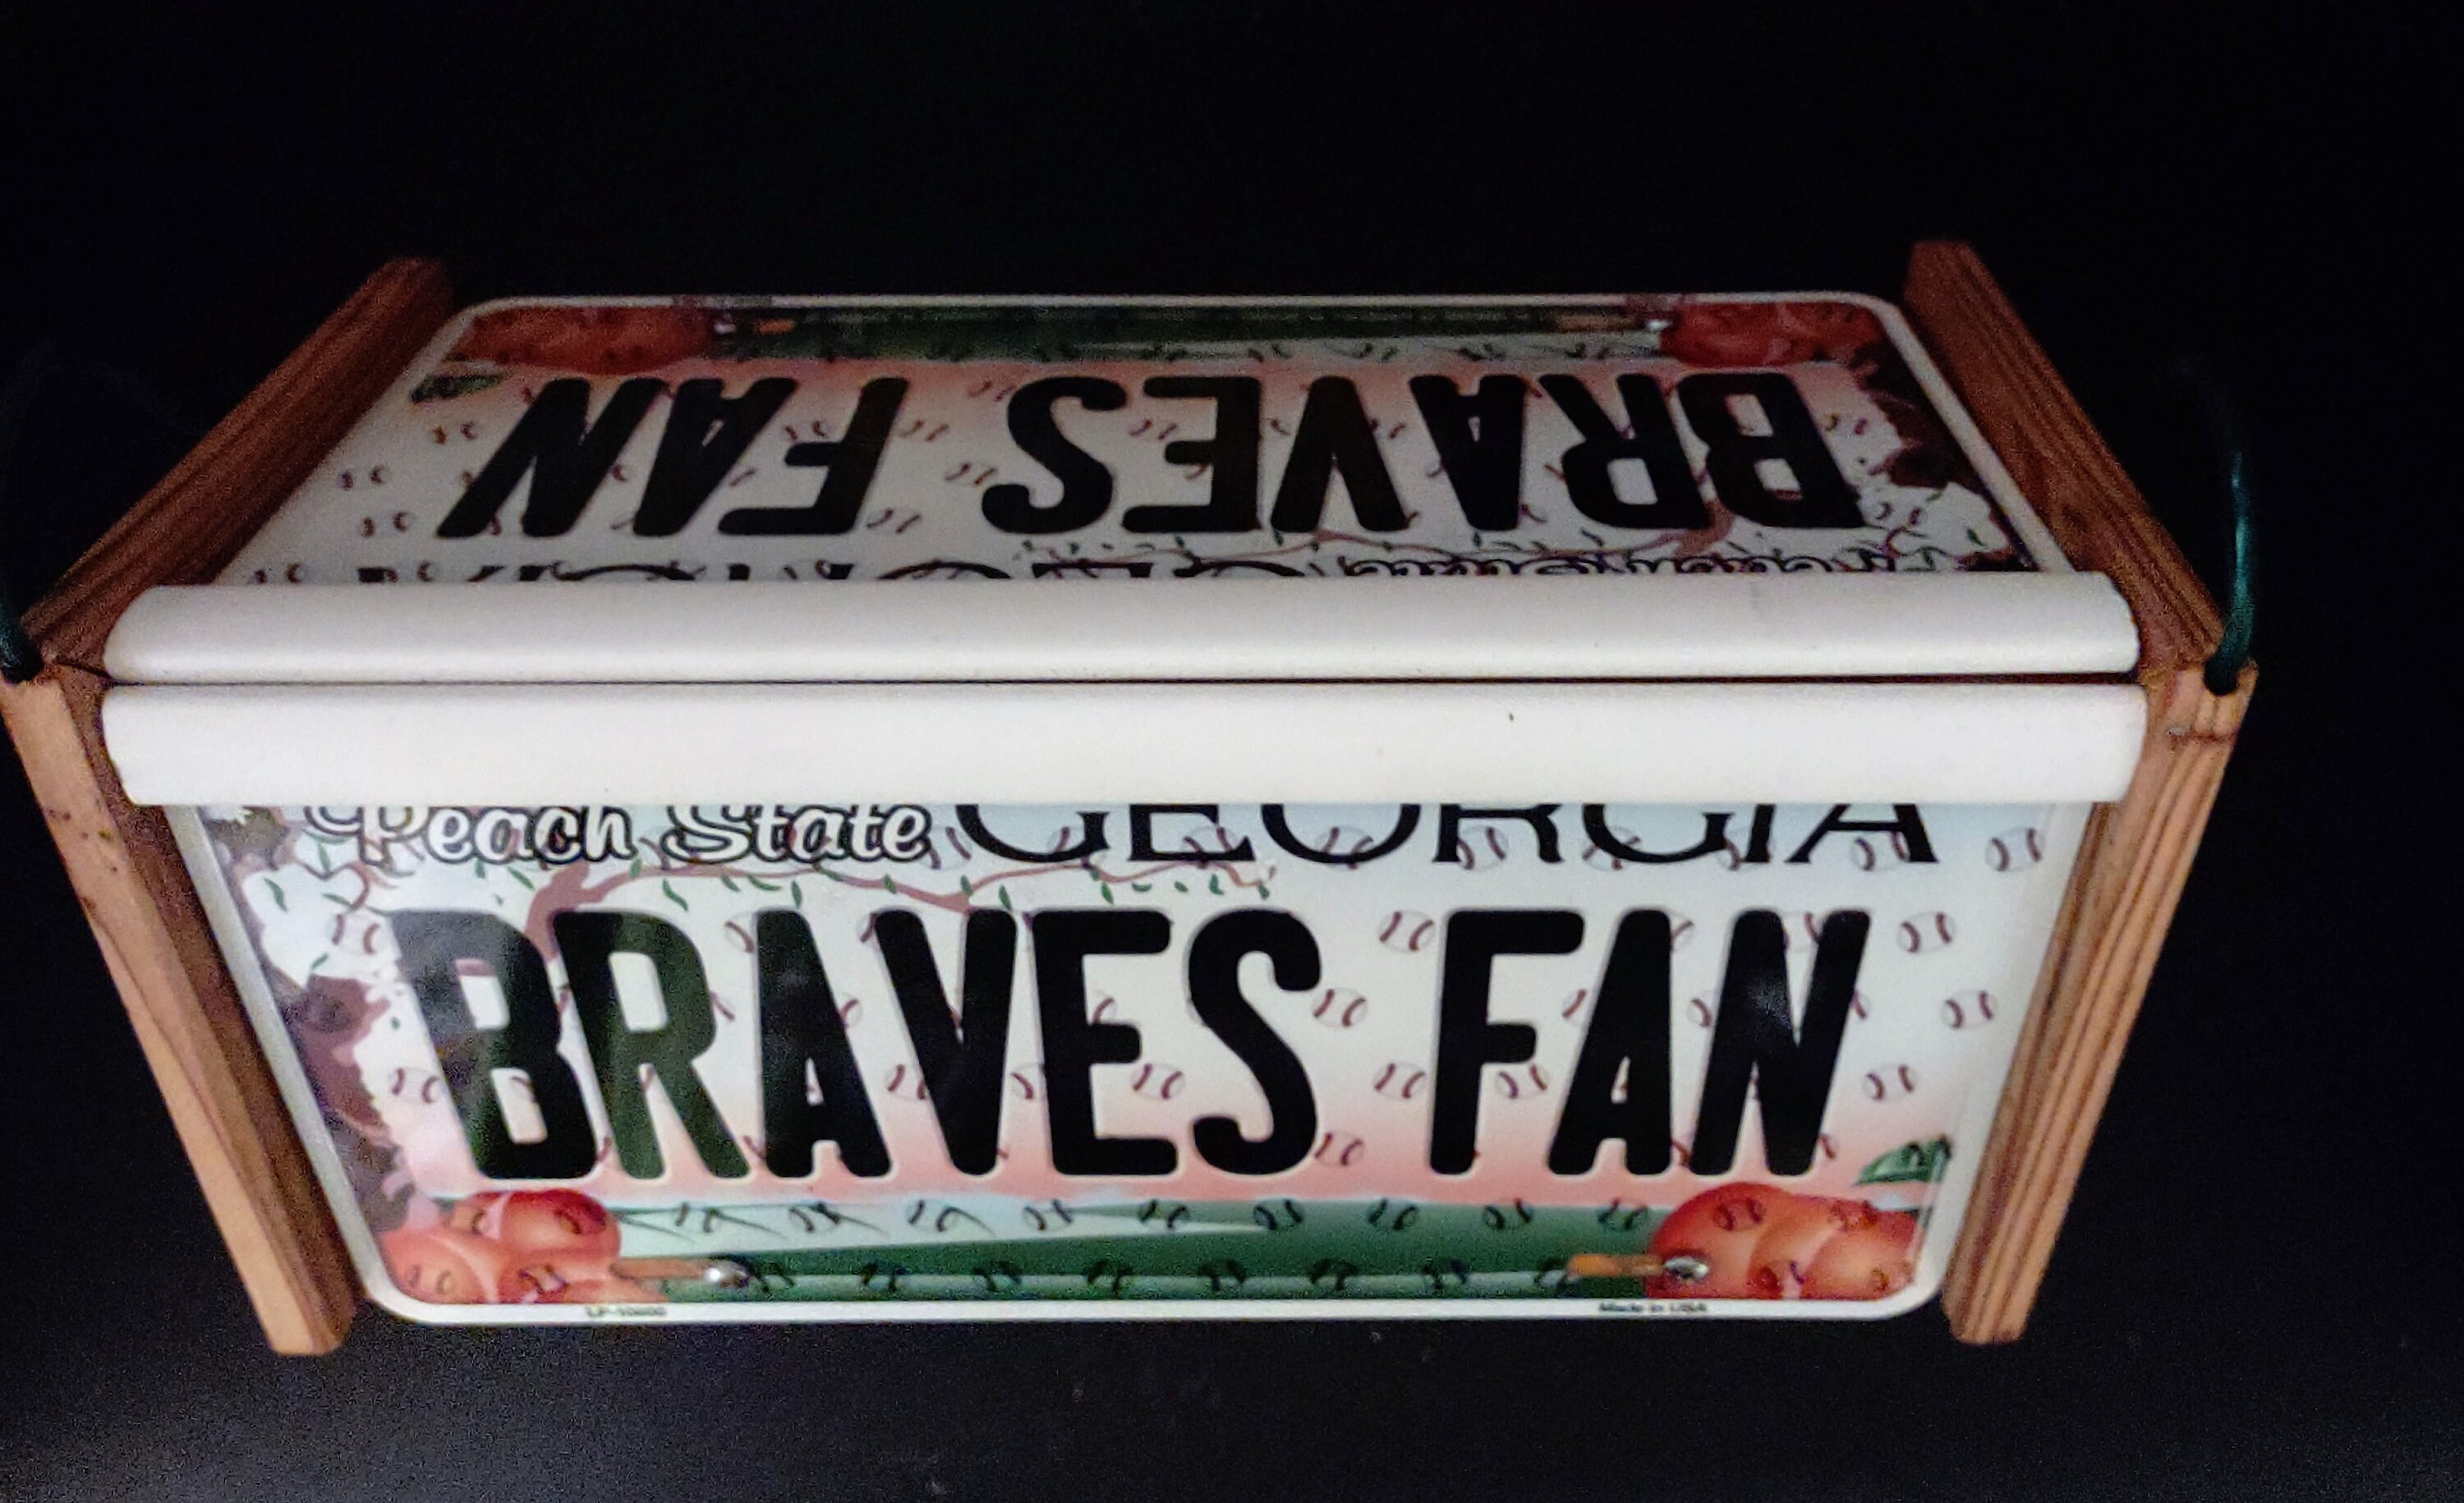 BRAVES FAN
Peach State GEORGIA
BRAVES FAN
Made in USA